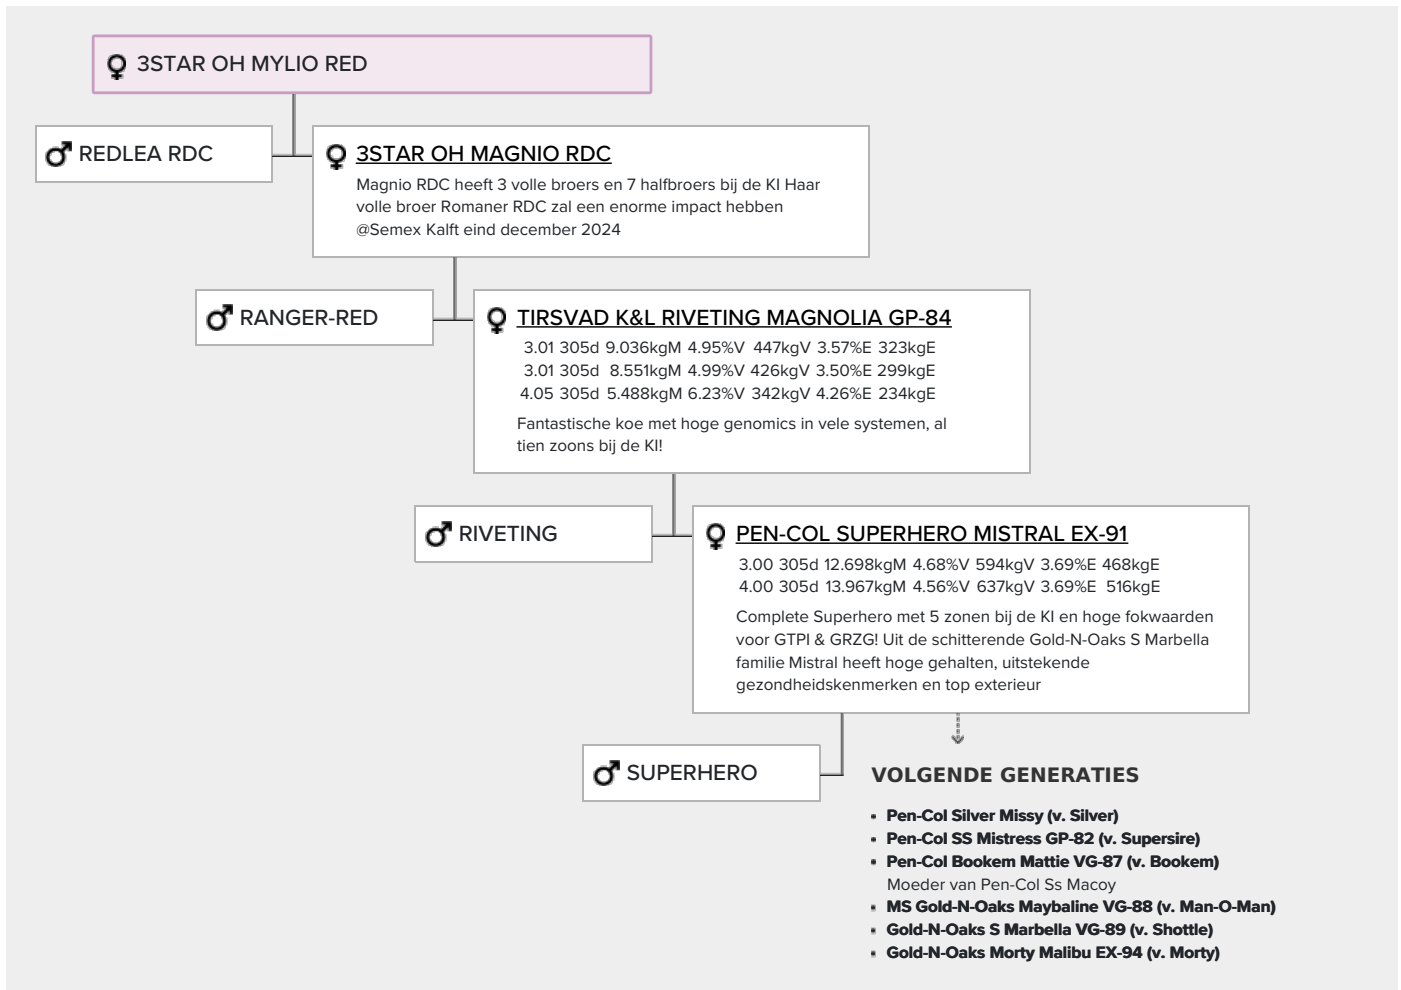 3STAR OH MYLIO RED
REDLEA RDC
3STAR OH MAGNIO RDC
Magnio RDC heeft 3 volle broers en 7 halfbroers bij de KI Haar
volle broer Romaner RDC zal een enorme impact hebben
@Semex Kalft eind december 2024
RANGER-RED
TIRSVAD K&L RIVETING MAGNOLIA GP-84
3.01 305d 9.036kgM 4.95%V 447kgV 3.57%E 323kgE
3.01 305d 8.551kgM 4.99%V 426kgV 3.50%E 299kgE
4.05 305d 5.488kgM 6.23%V 342kgV 4.26%E 234kgE
Fantastische koe met hoge genomics in vele systemen, al
tien zoons bij de KI!
RIVETING
PEN-COL SUPERHERO MISTRAL EX-91
3.00 305d 12.698kgM 4.68%V 594kgV 3.69%E 468kgE
4.00 305d 13.967kgM 4.56%V 637kgV 3.69%E 516kgE
Complete Superhero met 5 zonen bij de KI en hoge fokwaarden
voor GTPI & GRZG! Uit de schitterende Gold-N-Oaks S Marbella
familie Mistral heeft hoge gehalten, uitstekende
gezondheidskenmerken en top exterieur
SUPERHERO
VOLGENDE GENERATIES
Pen-Col Silver Missy (v. Silver)
Pen-Col SS Mistress GP-82 (v. Supersire)
Pen-Col Bookem Mattie VG-87 (v. Bookem)
Moeder van Pen-Col Ss Macoy
MS Gold-N-Oaks Maybaline VG-88 (v. Man-O-Man)
Gold-N-Oaks S Marbella VG-89 (v. Shottle)
Gold-N-Oaks Morty Malibu EX-94 (v. Morty)